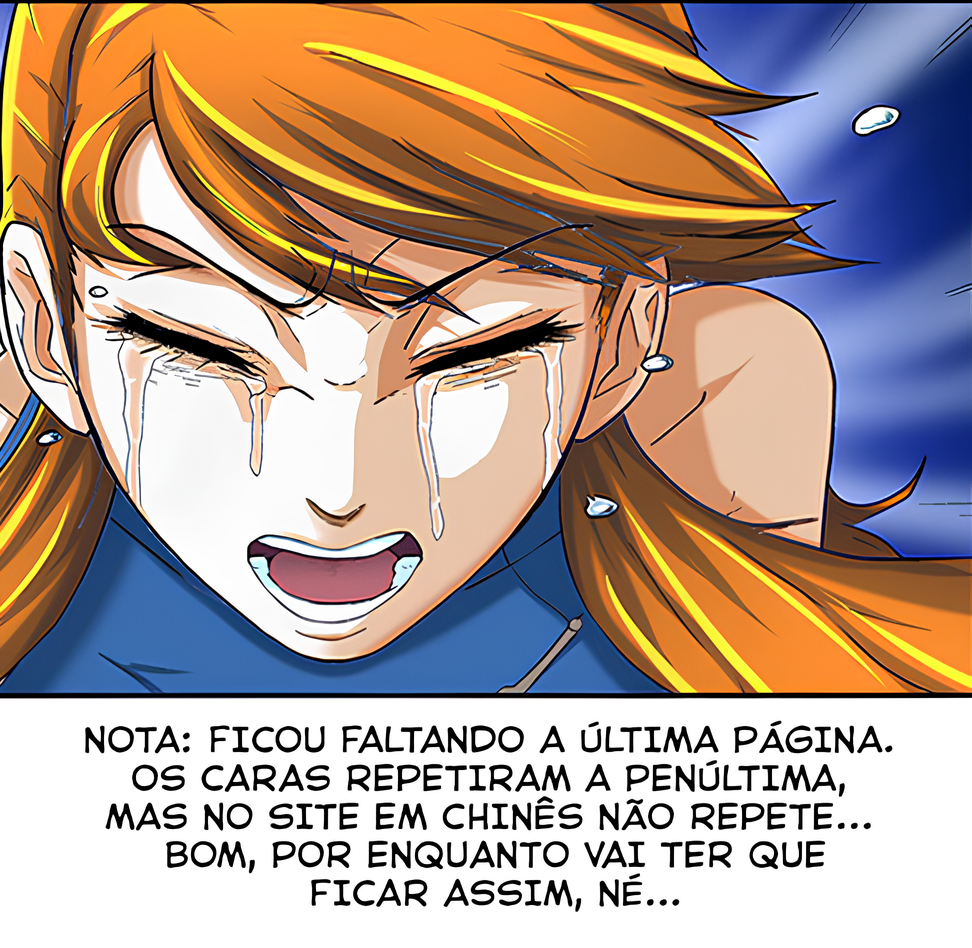 NOTA: FICOU FALTANDO A ÚLTIMA PÁGINA.
OS CARAS REPETIRAM A PENÚLTIMA,
MAS NO SITE EM CHINÊS NÃO REPETE...
BOM, POR ENQUANTO VAI TER QUE
FICAR ASSIM, NÉ...